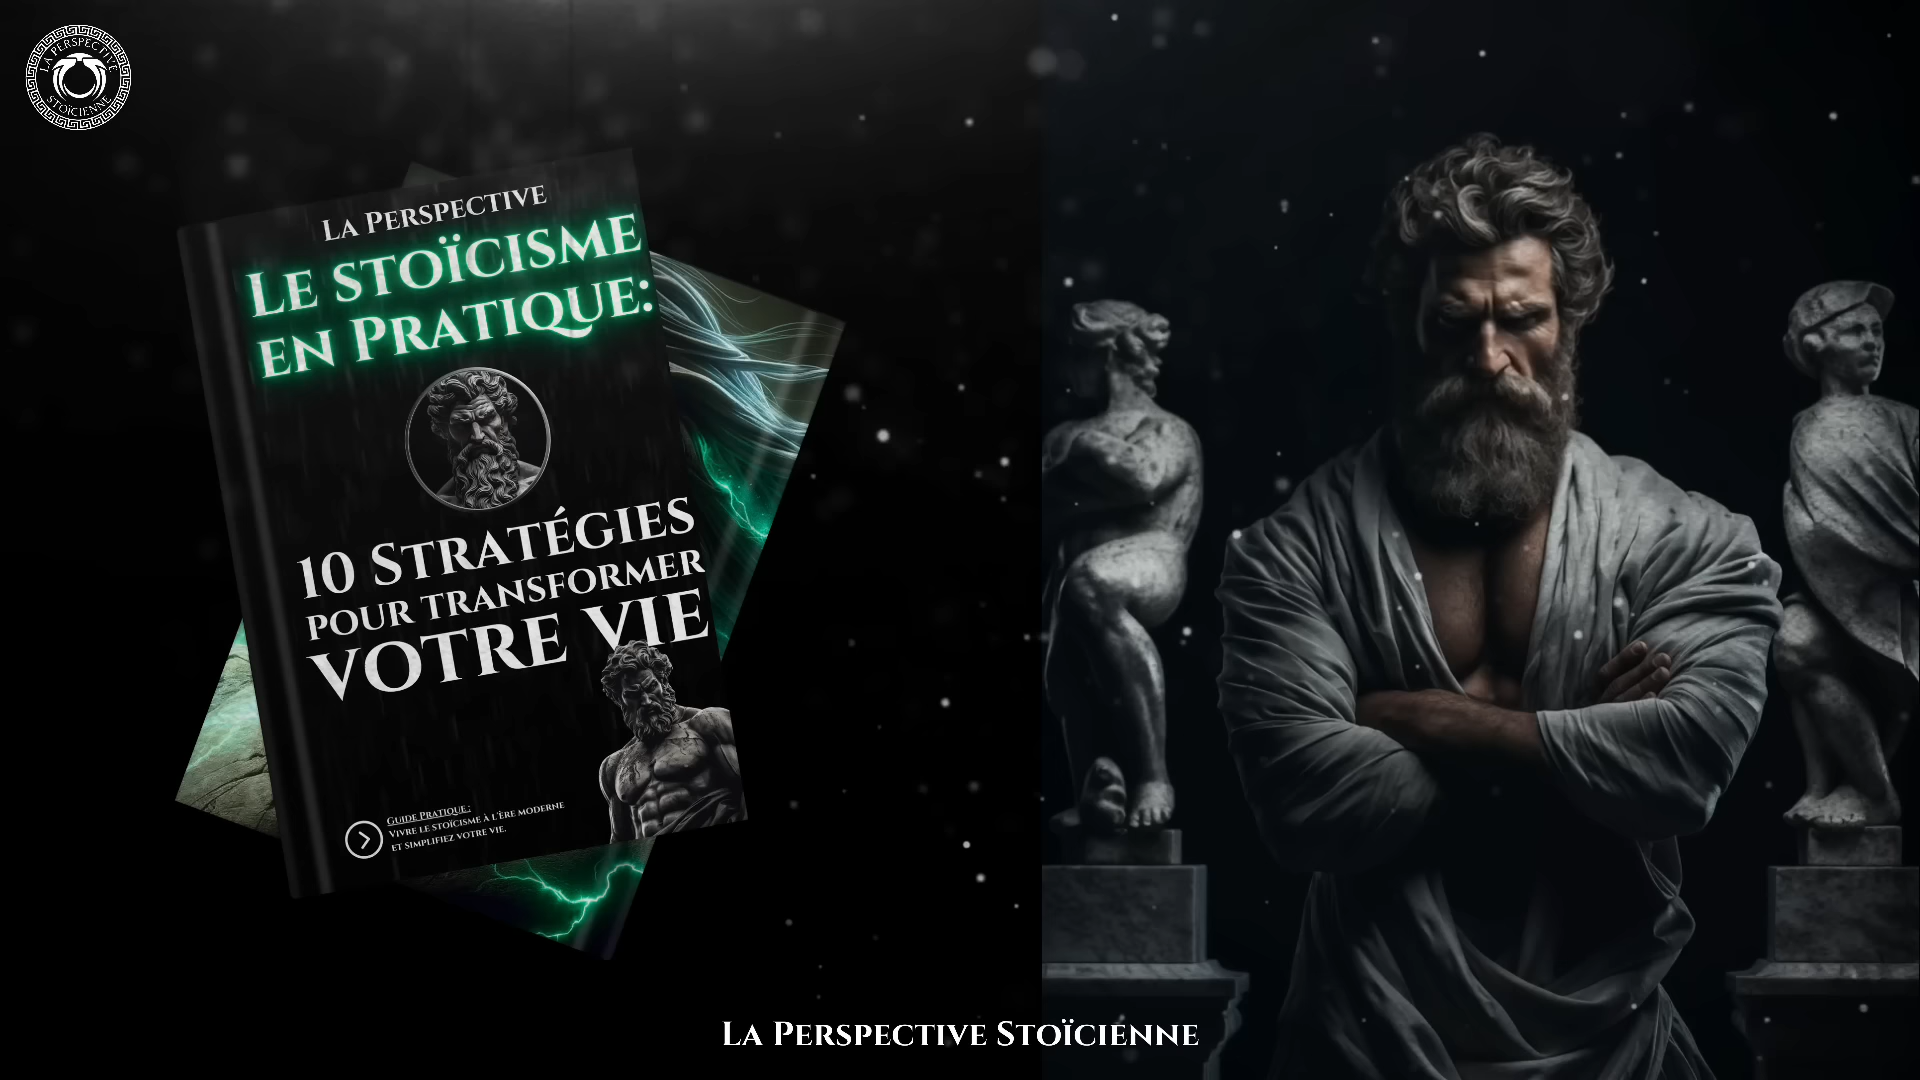 LA PERSPECTIVE
STOÏCIENNE
LA PERSPECTIVE
LE STOÏCISME
EN PRATIQUE:
10 STRATÉGIES
POUR TRANSFORMER
VOTRE VIE
GUIDE PRATIQUE :
VIVRE LE STOÏCISME À L'ÈRE MODERNE
ET SIMPLIFIEZ VOTRE VIE.
LA PERSPECTIVE STOÏCIENNE